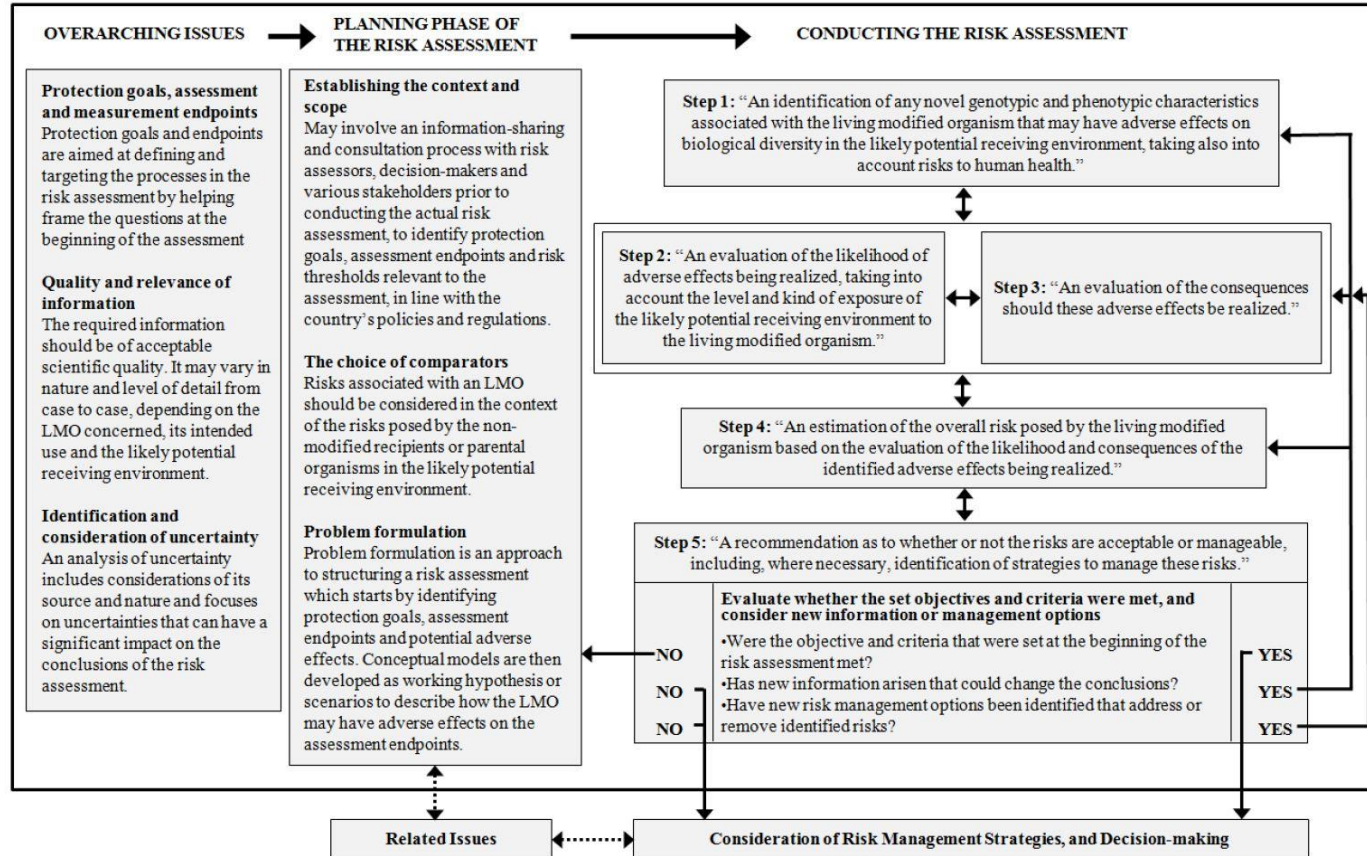 OVERARCHING ISSUES
PLANNING PHASE OF
THE RISK ASSESSMENT
CONDUCTING THE RISK ASSESSMENT
Protection goals, assessment
and measurement endpoints
Protection goals and endpoints
are aimed at defining and
targeting the processes in the
risk assessment by helping
frame the questions at the
beginning of the assessment
Quality and relevance of
information
The required information
should be of acceptable
scientific quality. It may vary in
nature and level of detail from
case to case, depending on the
LMO concerned, its intended
use and the likely potential
receiving environment.
Identification and
consideration of uncertainty
An analysis of uncertainty
includes considerations of its
source and nature and focuses
on uncertainties that can have a
significant impact on the
conclusions of the risk
assessment.
Establishing the context and
scope
May involve an information-sharing
and consultation process with risk
assessors, decision-makers and
various stakeholders prior to
conducting the actual risk
assessment, to identify protection
goals, assessment endpoints and risk
thresholds relevant to the
assessment, in line with the
country's policies and regulations.
The choice of comparators
Risks associated with an LMO
should be considered in the context
of the risks posed by the non-
modified recipients or parental
organisms in the likely potential
receiving environment.
Problem formulation
Problem formulation is an approach
to structuring a risk assessment
which starts by identifying
protection goals, assessment
endpoints and potential adverse
effects. Conceptual models are then
developed as working hypothesis or
scenarios to describe how the LMO
may have adverse effects on the
assessment endpoints.
Step 1: “An identification of any novel genotypic and phenotypic characteristics
associated with the living modified organism that may have adverse effects on
biological diversity in the likely potential receiving environment, taking also into
account risks to human health.”
Step 2: “An evaluation of the likelihood of
adverse effects being realized, taking into
account the level and kind of exposure of
the likely potential receiving environment to
the living modified organism.”
Step 3: “An evaluation of the consequences
should these adverse effects be realized.”
Step 4: “An estimation of the overall risk posed by the living modified
organism based on the evaluation of the likelihood and consequences of the
identified adverse effects being realized.”
Step 5: “A recommendation as to whether or not the risks are acceptable or manageable,
including, where necessary, identification of strategies to manage these risks.”
Evaluate whether the set objectives and criteria were met, and
consider new information or management options
NO
•Were the objective and criteria that were set at the beginning of the
risk assessment met?
YES
NO
•Has new information arisen that could change the conclusions?
YES
NO
•Have new risk management options been identified that address or
remove identified risks?
YES
Related Issues
Consideration of Risk Management Strategies, and Decision-making